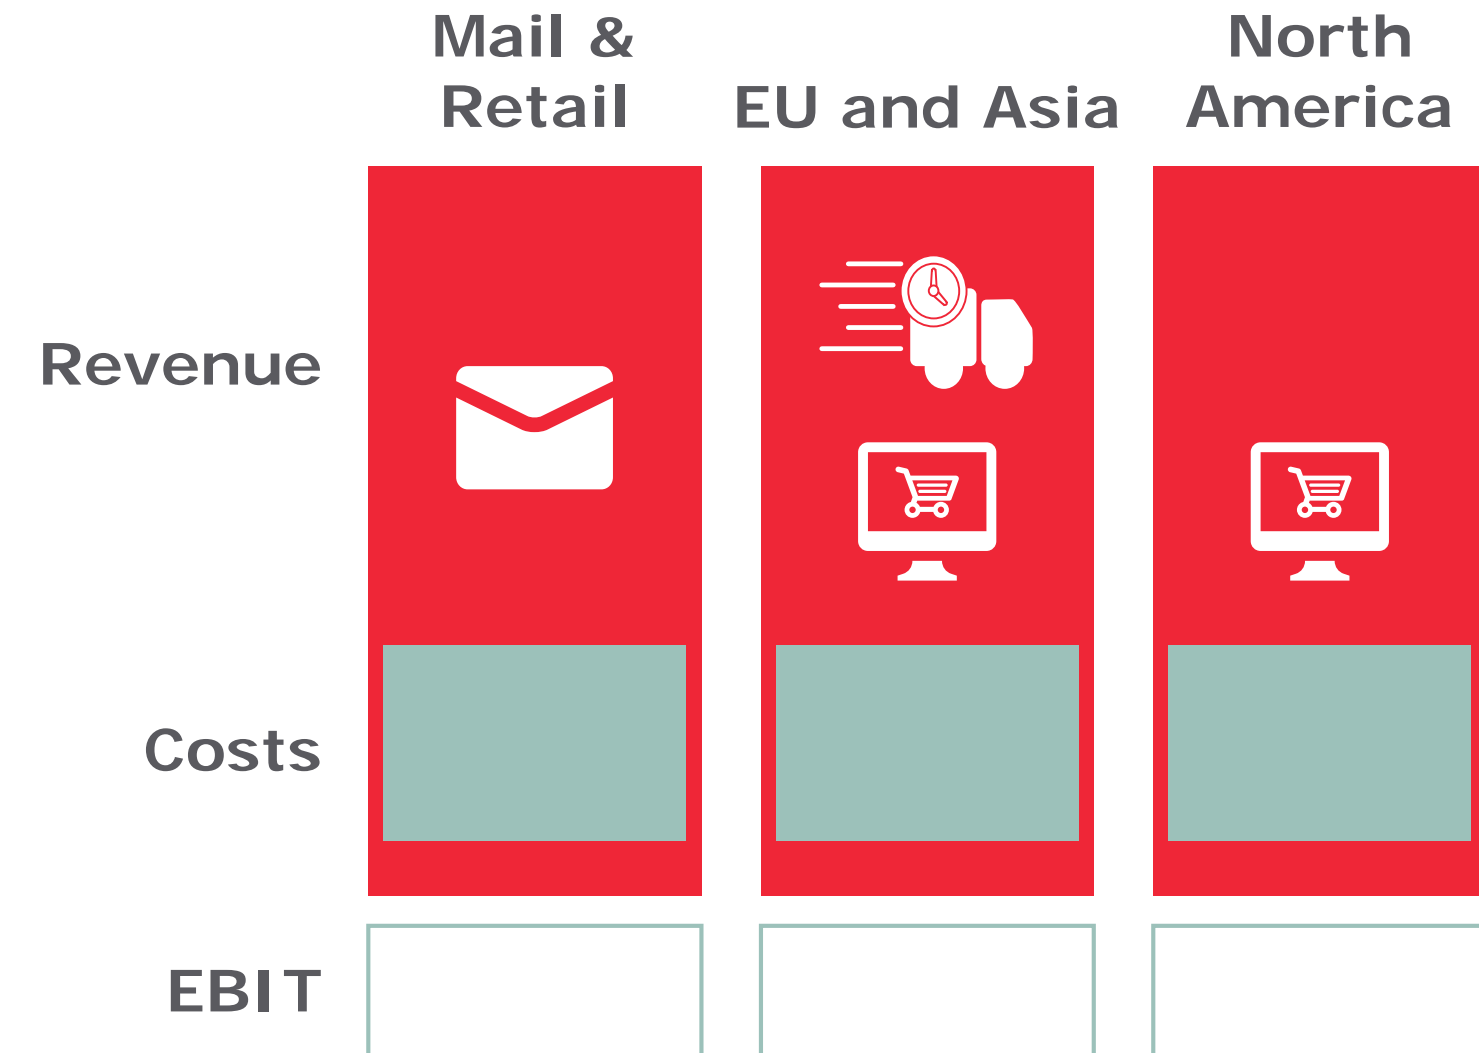 Mail &
Retail
EU and Asia
North
America
Revenue
Costs
EBIT